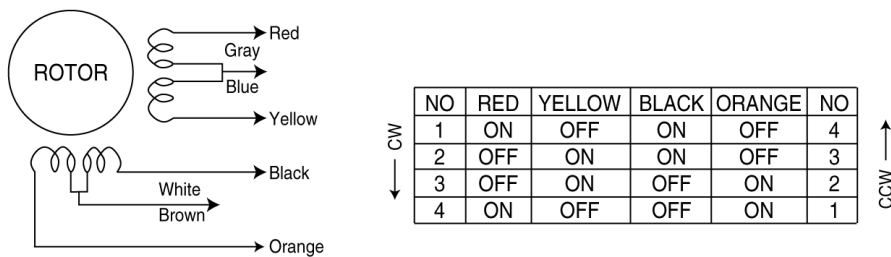 ROTOR
Red
Gray
Blue
Yellow
Black
White
Brown
Orange
NO RED YELLOW BLACK ORANGE NO
1 ON OFF ON OFF 4
2 OFF ON ON OFF 3
3 OFF ON OFF ON 2
4 ON OFF OFF ON 1
CW
CCW